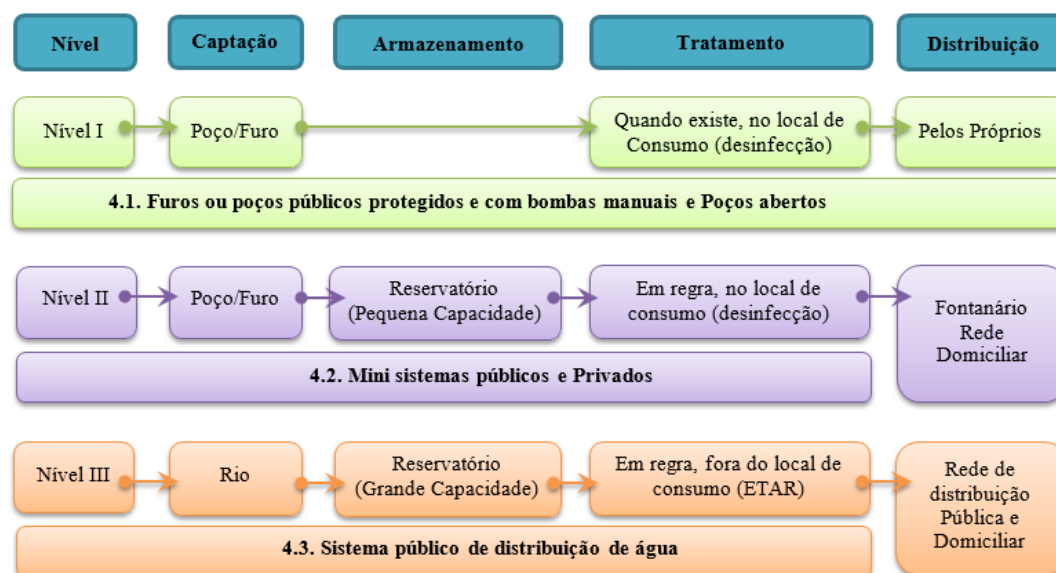 Nível
Captação
Armazenamento
Tratamento
Distribuição
Nível I
Poço/Furo
Quando existe, no local de
Consumo (desinfecção)
Pelos Próprios
4.1. Furos ou poços públicos protegidos e com bombas manuais e Poços abertos
Nível II
Poço/Furo
Reservatório
(Pequena Capacidade)
Em regra, no local de
consumo (desinfecção)
Fontanário
Rede
Domiciliar
4.2. Mini sistemas públicos e Privados
Nível III
Rio
Reservatório
(Grande Capacidade)
Em regra, fora do local de
consumo (ETAR)
Rede de
distribuição
Pública e
Domiciliar
4.3. Sistema público de distribuição de água